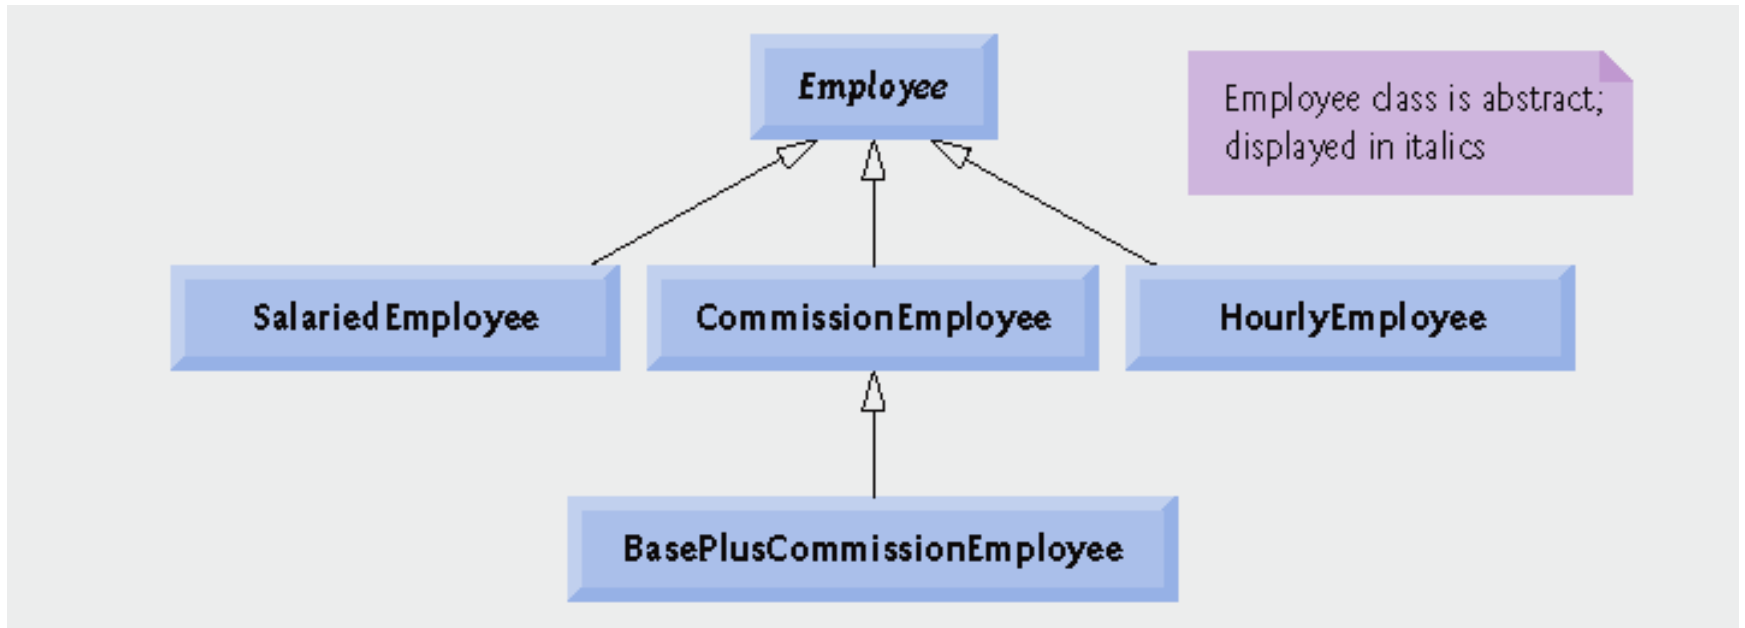 Employee
Employee class is abstract;
displayed in italics
SalariedEmployee
CommissionEmployee
HourlyEmployee
BasePlusCommissionEmployee